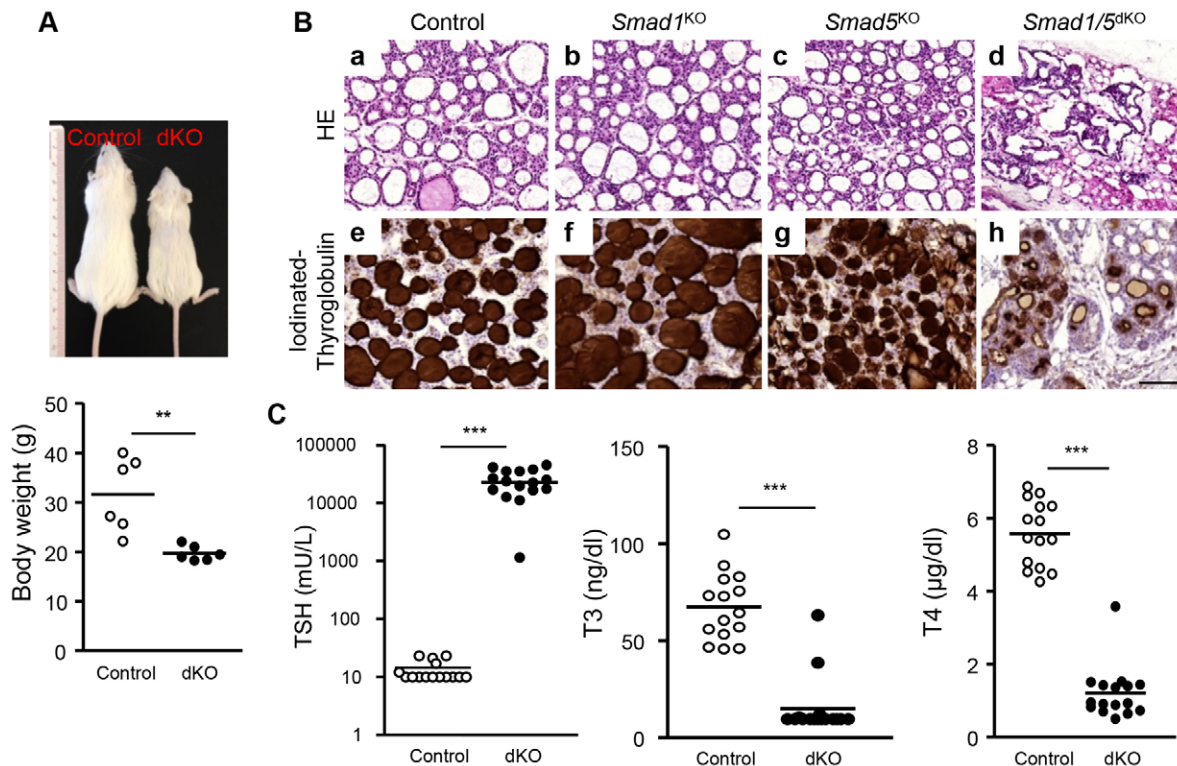 A
Control dKO
Body weight (g)
50
40
30
20
10
0
**
Control dKO
B
Control Smad1KO Smad5KO Smad1/5dKO
HE
a b c d
Iodinated-
Thyroglobulin
e f g h
C
TSH (mU/L)
100000
10000
1000
100
10
1
***
Control dKO
T3 (ng/dl)
150
100
50
0
***
Control dKO
T4 (µg/dl)
8
6
4
2
0
***
Control dKO